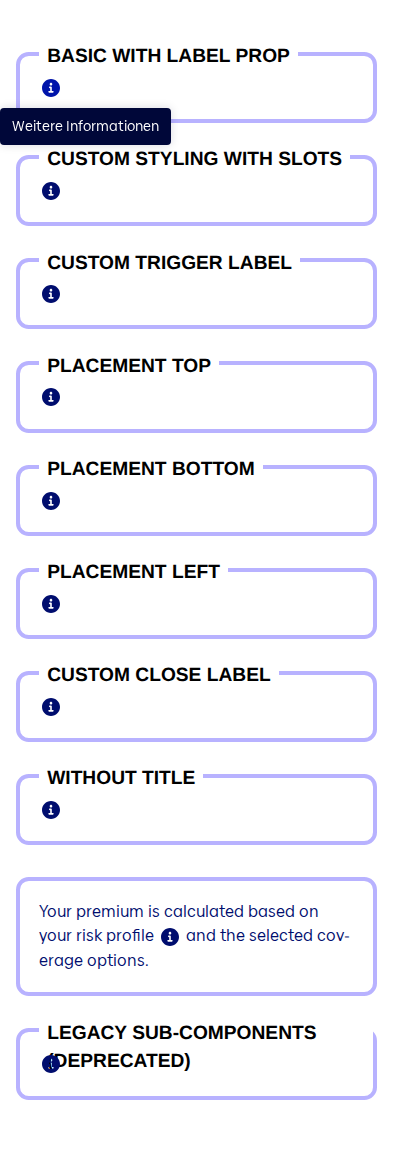 BASIC WITH LABEL PROP
Weitere Informationen
CUSTOM STYLING WITH SLOTS
CUSTOM TRIGGER LABEL
PLACEMENT TOP
PLACEMENT BOTTOM
PLACEMENT LEFT
CUSTOM CLOSE LABEL
WITHOUT TITLE
Your premium is calculated based on
your risk profile and the selected cov-
erage options.
LEGACY SUB-COMPONENTS
(DEPRECATED)